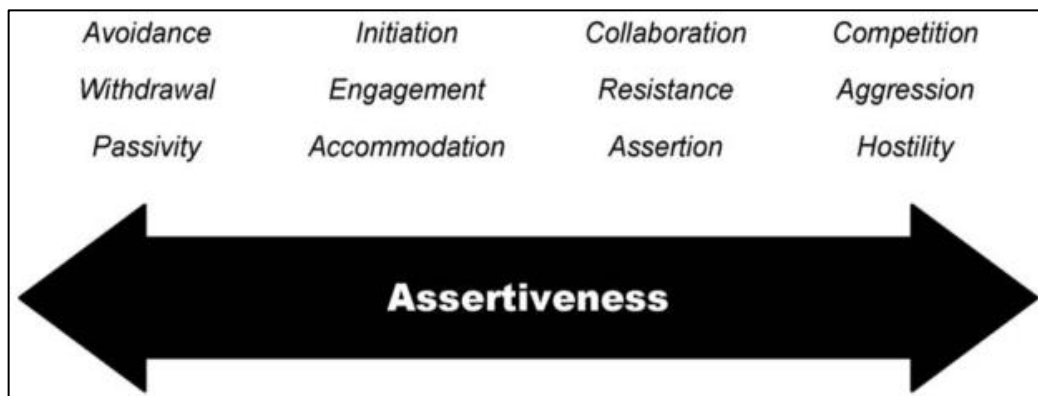 Avoidance Initiation Collaboration Competition
Withdrawal Engagement Resistance Aggression
Passivity Accommodation Assertion Hostility
Assertiveness